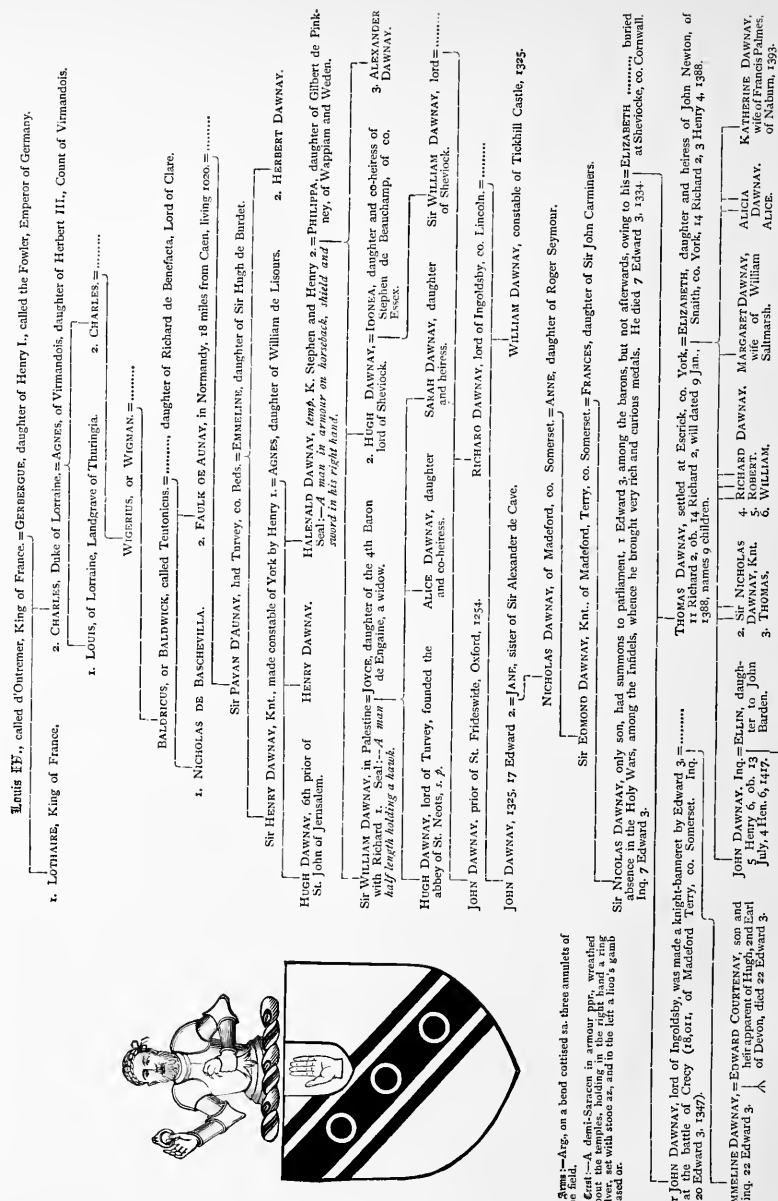 Louis IV., called d'Outremer, King of France.=GERBERGUE, daughter of Henry I., called the Fowler, Emperor of Germany.
1. LOTHAIRE, King of France.
2. CHARLES, Duke of Lorraine.=AGNES, of Virmandois, daughter of Herbert III., Count of Virmandois.
1. LOUIS, of Lorraine, Landgrave of Thuringia.
2. CHARLES.=.........
WIGERIUS, or WIGMAN.=.........
BALDRICUS, or BALDWICK, called Teutonicus.=........., daughter of Richard de Benefacta, Lord of Clare.
1. NICHOLAS DE BASCHEVILLA.
2. FAULK DE AUNAY, in Normandy, 18 miles from Caen, living 1020.=.........
Sir PAYAN D'AUNAY, had Turvey, co. Beds.=EMMELINE, daughter of Sir Hugh de Burdet.
Sir HENRY DAWNAY, Knt., made constable of York by Henry 1.=AGNES, daughter of William de Lisours.
2. HERBERT DAWNAY.
HUGH DAWNAY, 6th prior of
St. John of Jerusalem.
HENRY DAWNAY.
HALENALD DAWNAY, temp. K. Stephen and Henry 2.=PHILIPPA, daughter of Gilbert de Pink-
Seal:—A man in armour on horseback, shield and
sword in his right hand.
ney, of Wappiam and Weden.
Sir WILLIAM DAWNAY, in Palestine=JOYCE, daughter of the 4th Baron
with Richard 1. Seal:—A man
half length holding a hawk.
de Engaine, a widow.
2. HUGH DAWNAY,=IDONEA, daughter and co-heiress of
lord of Sheviock.
Stephen de Beauchamp, of co.
Essex.
3. ALEXANDER
DAWNAY.
HUGH DAWNAY, lord of Turvey, founded the
abbey of St. Neots, s. p.
ALICE DAWNAY, daughter
and co-heiress.
SARAH DAWNAY, daughter
and heiress.
Sir WILLIAM DAWNAY, lord=.........
of Sheviock.
JOHN DAWNAY, prior of St. Frideswide, Oxford, 1254.
RICHARD DAWNAY, lord of Ingoldsby, co. Lincoln.=.........
JOHN DAWNAY, 1325, 17 Edward 2.=JANE, sister of Sir Alexander de Cave.
WILLIAM DAWNAY, constable of Tickhill Castle, 1325.
NICHOLAS DAWNAY, of Madeford, co. Somerset.=ANNE, daughter of Roger Seymour.
Sir EDMOND DAWNAY, Knt., of Madeford, Terry, co. Somerset.=FRANCES, daughter of Sir John Carminers.
Sir NICOLAS DAWNAY, only son, had summons to parliament, 1 Edward 3, among the barons, but not afterwards, owing to his=ELIZABETH ........., buried
absence in the Holy Wars, among the Infidels, whence he brought very rich and curious medals. He died 7 Edward 3, 1334.
Inq. 7 Edward 3.
at Sheviocke, co. Cornwall.
r JOHN DAWNAY, lord of Ingoldsby, was made a knight-banneret by Edward 3=.........
at the battle of Crecy (18,011, of Madeford Terry, co. Somerset. Inq.
20 Edward 3, 1347).
THOMAS DAWNAY, settled at Escrick, co. York,=ELIZABETH, daughter and heiress of John Newton, of
11 Richard 2, ob. 14 Richard 2, will dated 9 Jan.,
1388, names 9 children.
Snaith, co. York, 14 Richard 2, 3 Henry 4, 1388.
MMELINE DAWNAY,=EDWARD COURTENAY, son and
inq. 22 Edward 3.
heir apparent of Hugh, 2nd Earl
of Devon, died 22 Edward 3.
JOHN DAWNAY, Inq.=ELLIN, daugh-
5 Henry 6, ob. 13
July, 4 Hen. 6, 1417.
ter to John
Barden.
2. Sir NICHOLAS
DAWNAY, Knt.
3. THOMAS,
4. RICHARD DAWNAY.
5. ROBERT.
6. WILLIAM,
MARGARET DAWNAY,
wife of William
Saltmarsh.
ALICIA
DAWNAY.
ALICE.
KATHERINE DAWNAY,
wife of Francis Palmes,
of Naburn, 1393.
Arms:—Arg., on a bend cottised sa. three annulets of
e field.
Crest:—A demi-Saracon in armour ppr., wreathed
bout the temples, holding in the right hand a ring
lver, set with stone az., and in the left a lion's gamb
ased or.